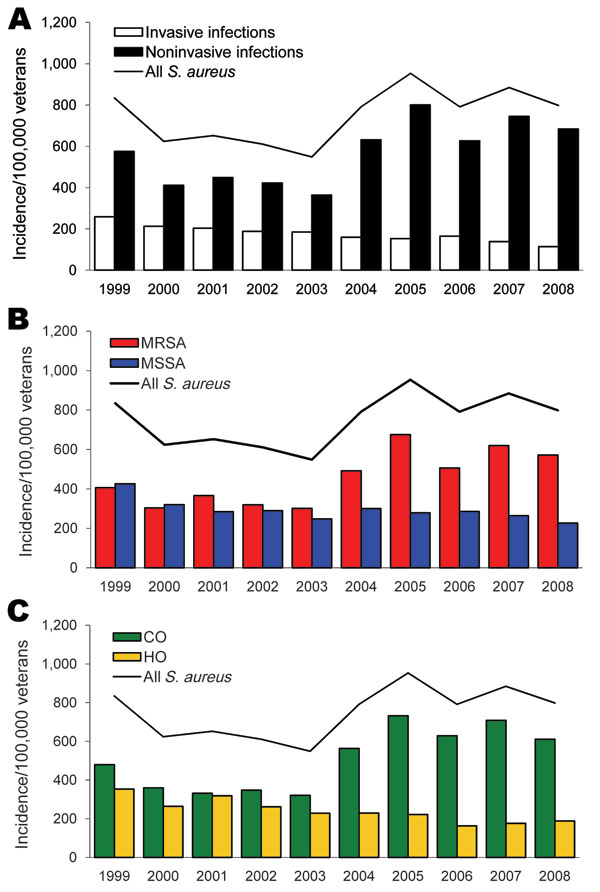 A
Incidence/100,000 veterans
1,200
1,000
800
600
400
200
0
Invasive infections
Noninvasive infections
All S. aureus
1999 2000 2001 2002 2003 2004 2005 2006 2007 2008
B
Incidence/100,000 veterans
1,200
1,000
800
600
400
200
0
MRSA
MSSA
All S. aureus
1999 2000 2001 2002 2003 2004 2005 2006 2007 2008
C
Incidence/100,000 veterans
1,200
1,000
800
600
400
200
0
CO
HO
All S. aureus
1999 2000 2001 2002 2003 2004 2005 2006 2007 2008